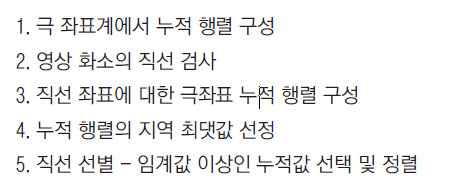 1. 극 좌표계에서 누적 행렬 구성
2. 영상 화소의 직선 검사
3. 직선 좌표에 대한 극좌표 누적 행렬 구성
4. 누적 행렬의 지역 최댓값 선정
5. 직선 선별 - 임계값 이상인 누적값 선택 및 정렬